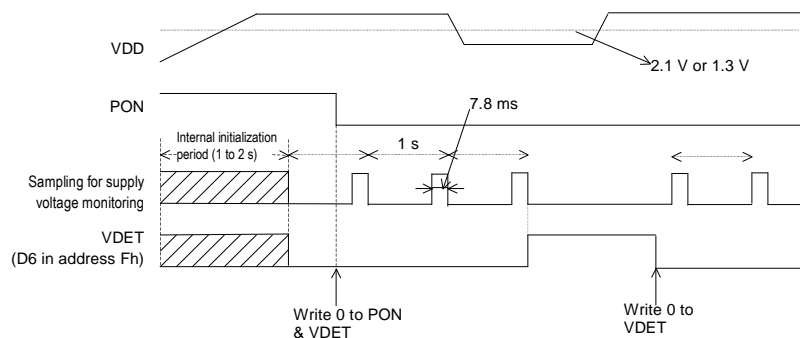 VDD
2.1 V or 1.3 V
PON
7.8 ms
Internal initialization
period (1 to 2 s)
1 s
Sampling for supply
voltage monitoring
VDET
(D6 in address Fh)
Write 0 to PON
& VDET
Write 0 to
VDET